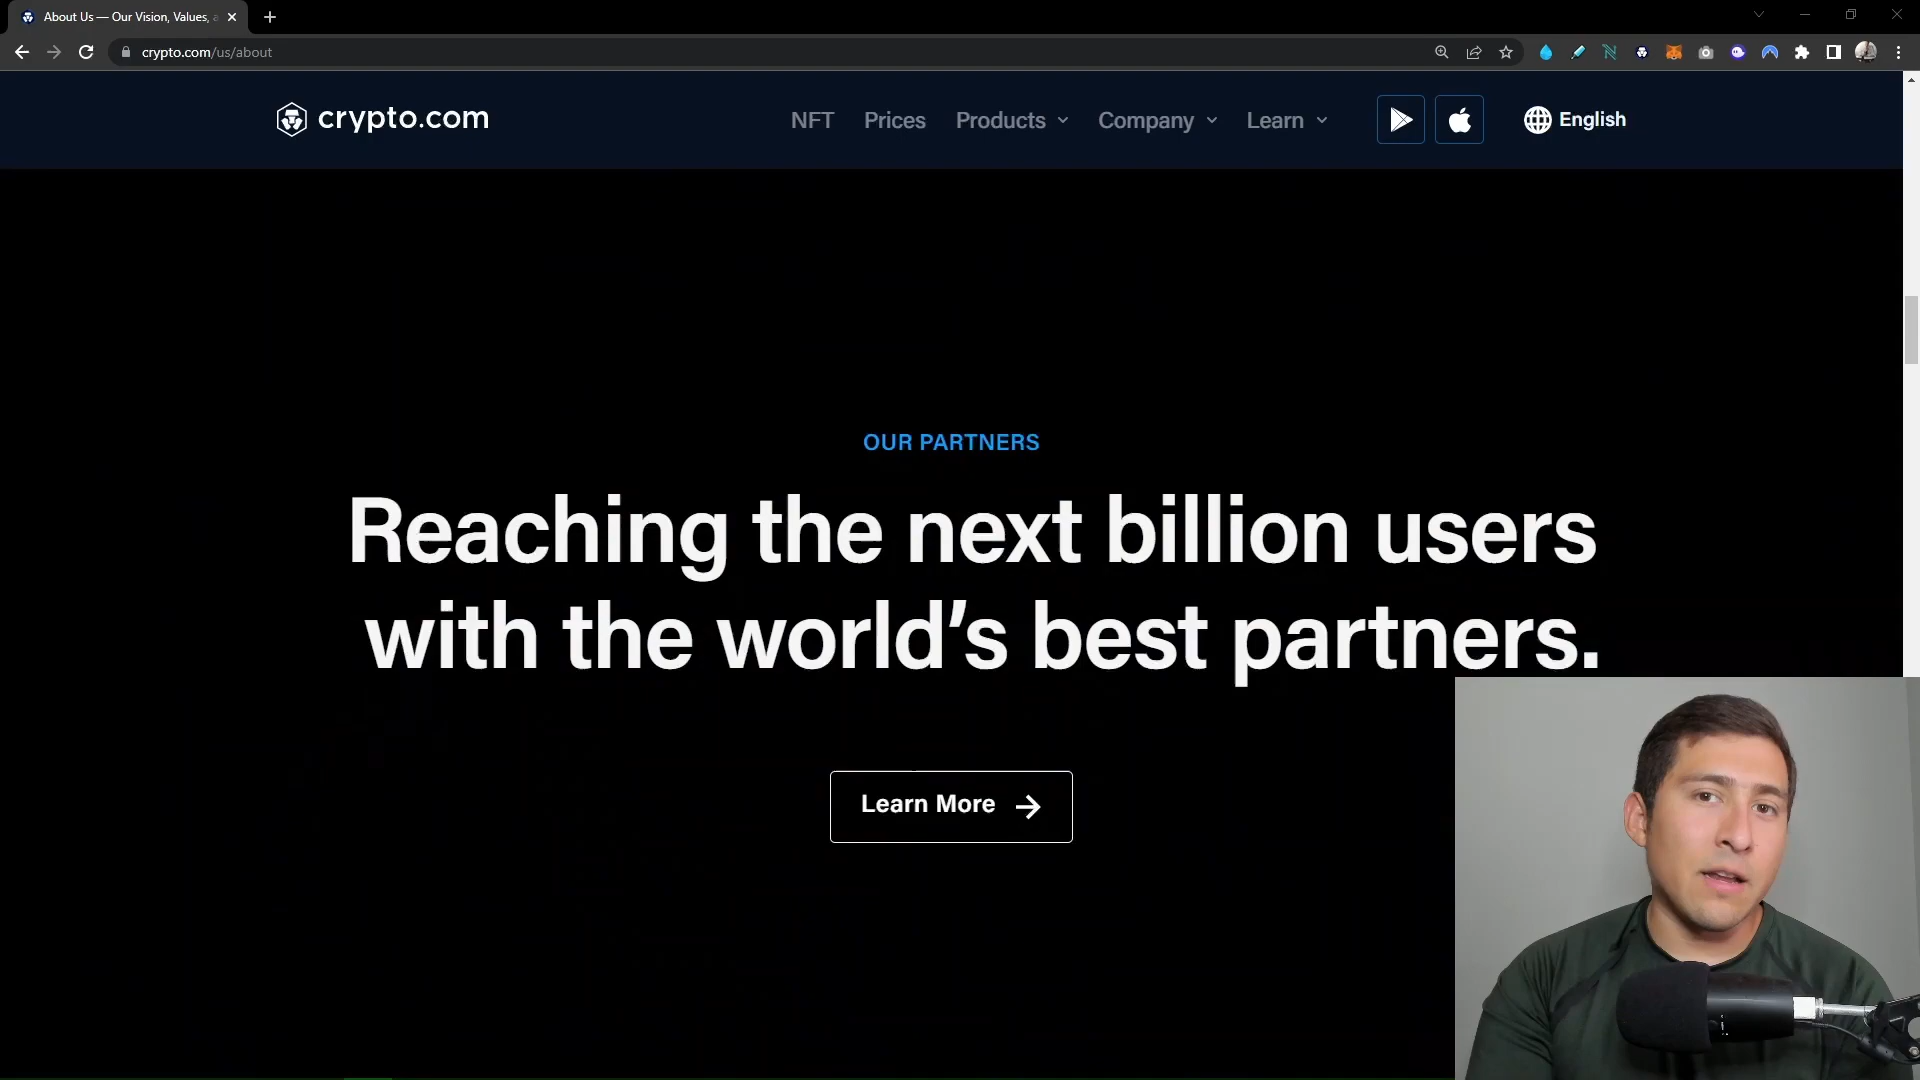 About Us — Our Vision, Values, a
crypto.com/us/about
crypto.com
NFT
Prices
Products
Company
Learn
English
OUR PARTNERS
Reaching the next billion users
with the world’s best partners.
Learn More